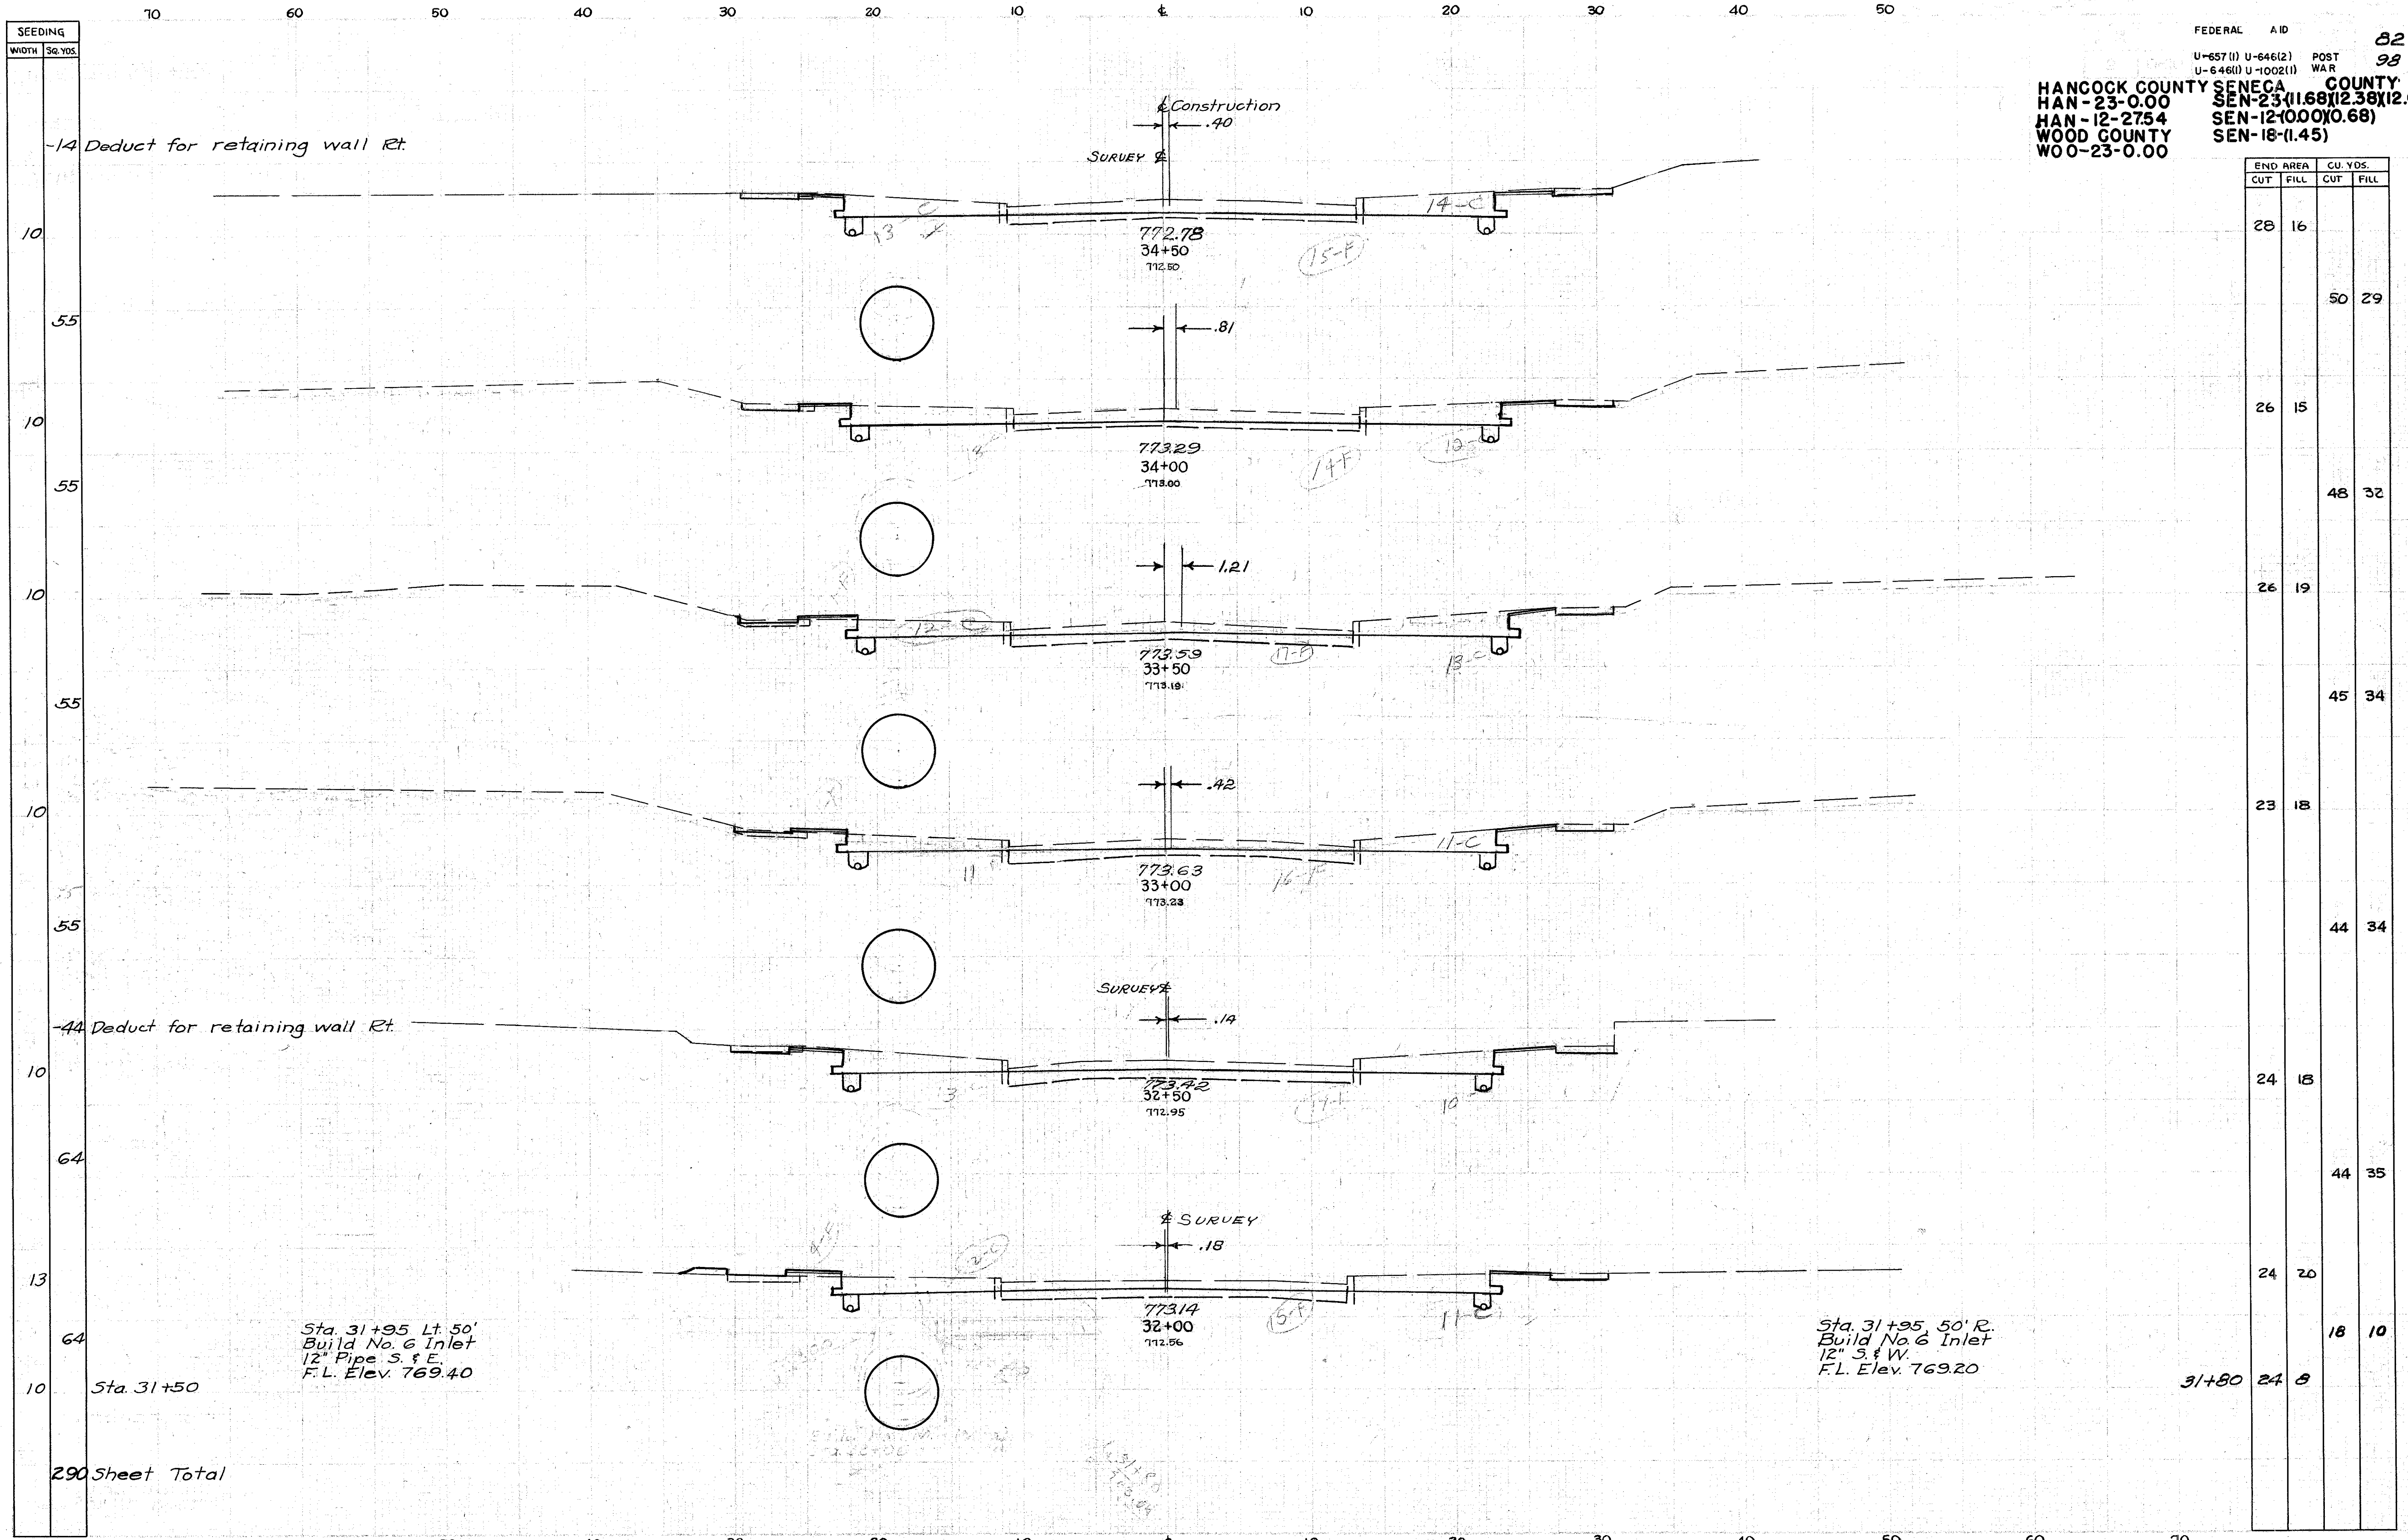 70 60 50 40 30 20 10 ℄ 10 20 30 40 50
SEEDING
WIDTH SQ. YDS.
FEDERAL AID
82
98
U-657(1) U-646(2) POST
U-646(1) U-1002(1) WAR
HANCOCK COUNTY SENECA COUNTY
HAN-23-0.00 SEN-23-(11.68)(12.38)(12.
HAN-12-27.54 SEN-12-(0.00)(0.68)
WOOD COUNTY SEN-18-(1.45)
WOO-23-0.00
END AREA CU. YDS.
CUT FILL CUT FILL
℄ Construction
.40
-14 Deduct for retaining wall Rt.
SURVEY ℄
14-C
10
13 C
28 16
772.78
34+50
772.50
15-F
50 29
55
.81
10
26 15
773.29
34+00
773.00
14-F
12
55
48 32
1.21
10
26 19
12-C
773.59
33+50
773.19
17-F
13-C
55
45 34
.42
10
23 18
11-C
11
773.63
33+00
773.23
16-F
55
44 34
SURVEY ℄
.14
-44 Deduct for retaining wall Rt.
10
24 18
773.42
32+50
772.95
10
64
44 35
℄ SURVEY
.18
13
24 20
773.14
32+00
772.56
11-C
Sta. 31+95 Lt. 50'
Build No. 6 Inlet
12" Pipe S. & E.
F.L. Elev. 769.40
Sta. 31+95, 50' R.
Build No. 6 Inlet
12" S. & W.
F.L. Elev. 769.20
64
18 10
10 Sta. 31+50
31+80 24 8
290 Sheet Total